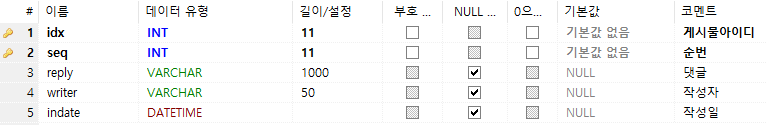 # 이름 데이터 유형 길이/설정 부호 ... NULL ... 0으... 기본값 코멘트
1 idx INT 11 기본값 없음 게시물아이디
2 seq INT 11 기본값 없음 순번
3 reply VARCHAR 1000 NULL 댓글
4 writer VARCHAR 50 NULL 작성자
5 indate DATETIME NULL 작성일